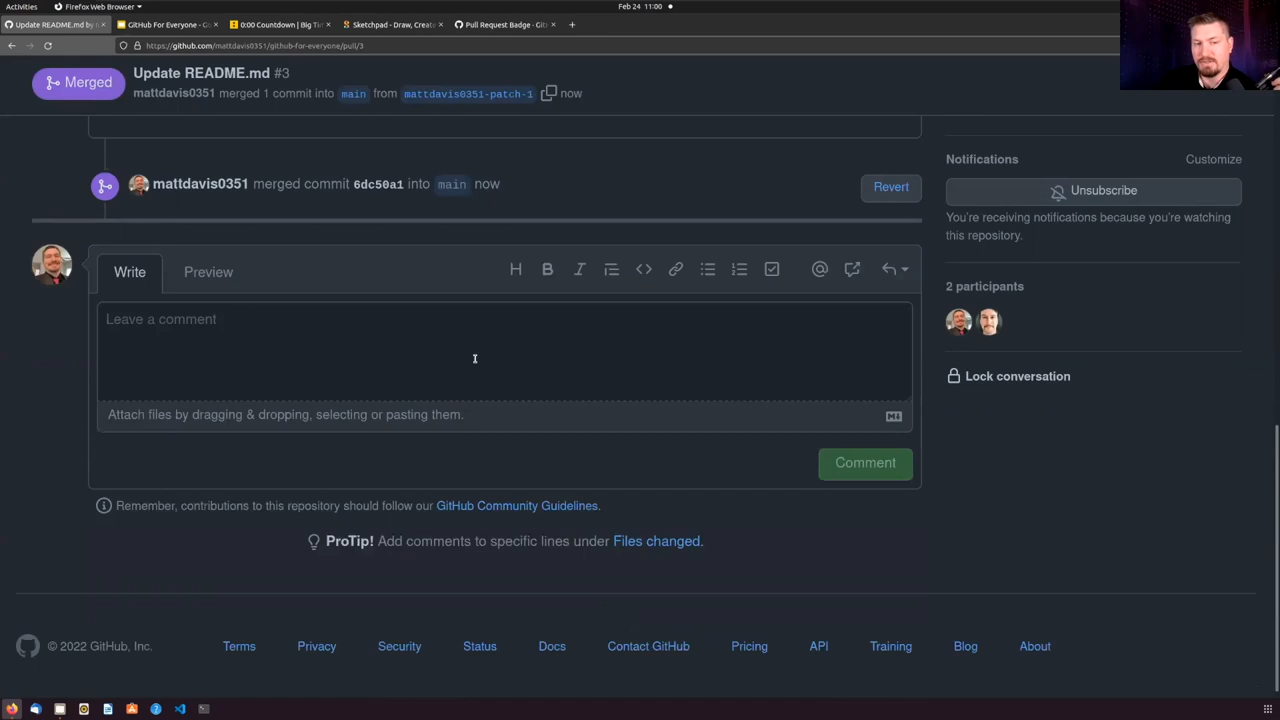 Activities
Firefox Web Browser
Feb 24 11:00
Update README.md by
GitHub For Everyone - Go
0:00 Countdown | Big Ti
Sketchpad - Draw, Create
Pull Request Badge - Git
https://github.com/mattdavis0351/github-for-everyone/pull/3
Merged
Update README.md #3
mattdavis0351 merged 1 commit into main from mattdavis0351-patch-1 now
mattdavis0351 merged commit 6dc50a1 into main now
Revert
Write
Preview
Leave a comment
Attach files by dragging & dropping, selecting or pasting them.
Comment
Remember, contributions to this repository should follow our GitHub Community Guidelines.
ProTip! Add comments to specific lines under Files changed.
Notifications
Customize
Unsubscribe
You're receiving notifications because you're watching
this repository.
2 participants
Lock conversation
© 2022 GitHub, Inc.
Terms
Privacy
Security
Status
Docs
Contact GitHub
Pricing
API
Training
Blog
About